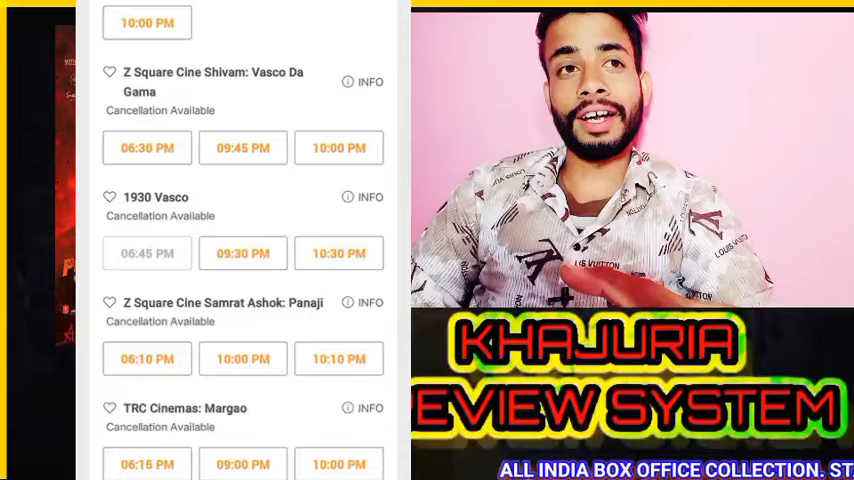 10:00 PM
Z Square Cine Shivam: Vasco Da
Gama
INFO
Cancellation Available
06:30 PM 09:45 PM 10:00 PM
1930 Vasco
INFO
Cancellation Available
06:45 PM 09:30 PM 10:30 PM
Z Square Cine Samrat Ashok: Panaji
INFO
Cancellation Available
06:10 PM 10:00 PM 10:10 PM
TRC Cinemas: Margao
INFO
Cancellation Available
06:15 PM 09:00 PM 10:00 PM
LOUIS VUITTON
KHAJURIA
EVIEW SYSTEM
ALL INDIA BOX OFFICE COLLECTION. ST